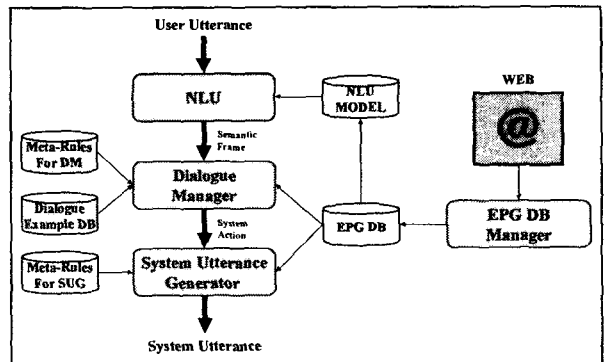 User Utterance
WEB
NLU
NLU
MODEL
@
Semantic
Frame
Meta-Rules
For DM
Dialogue
Manager
Dialogue
Example DB
System
Action
EPG DB
EPG DB
Manager
Meta-Rules
For SUG
System Utterance
Generator
System Utterance